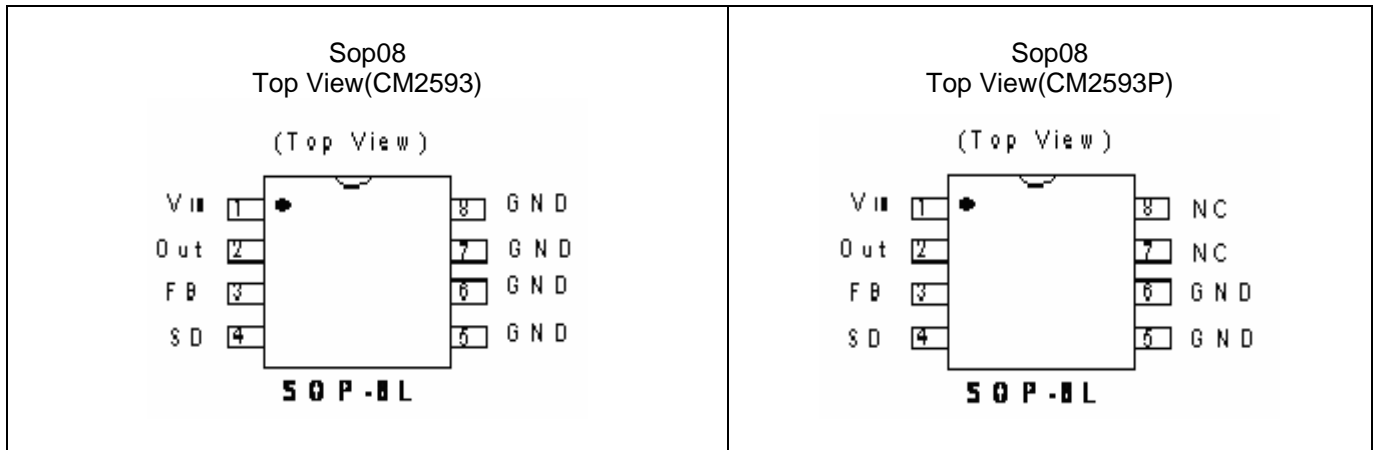 Sop08
Top View(CM2593)
(Top View)
VIN 1 8 GND
Out 2 7 GND
FB 3 6 GND
SD 4 5 GND
SOP-8L
Sop08
Top View(CM2593P)
(Top View)
VIN 1 8 NC
Out 2 7 NC
FB 3 6 GND
SD 4 5 GND
SOP-8L